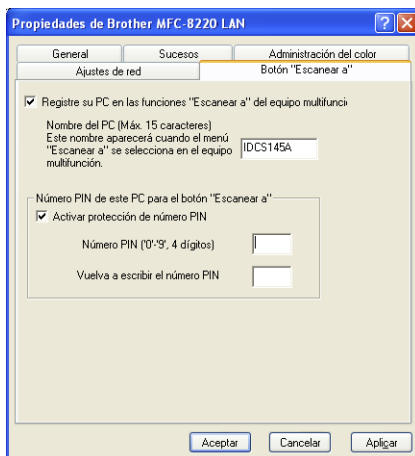 Propiedades de Brother MFC-8220 LAN
General
Sucesos
Administración del color
Ajustes de red
Botón "Escanear a"
Registre su PC en las funciones "Escanear a" del equipo multifunci
Nombre del PC (Máx. 15 caracteres)
Este nombre aparecerá cuando el menú
"Escanear a" se selecciona en el equipo
multifunción.
IDCS145A
Número PIN de este PC para el botón "Escanear a"
Activar protección de número PIN
Número PIN ('0'-'9', 4 dígitos)
Vuelva a escribir el número PIN
Aceptar
Cancelar
Aplicar